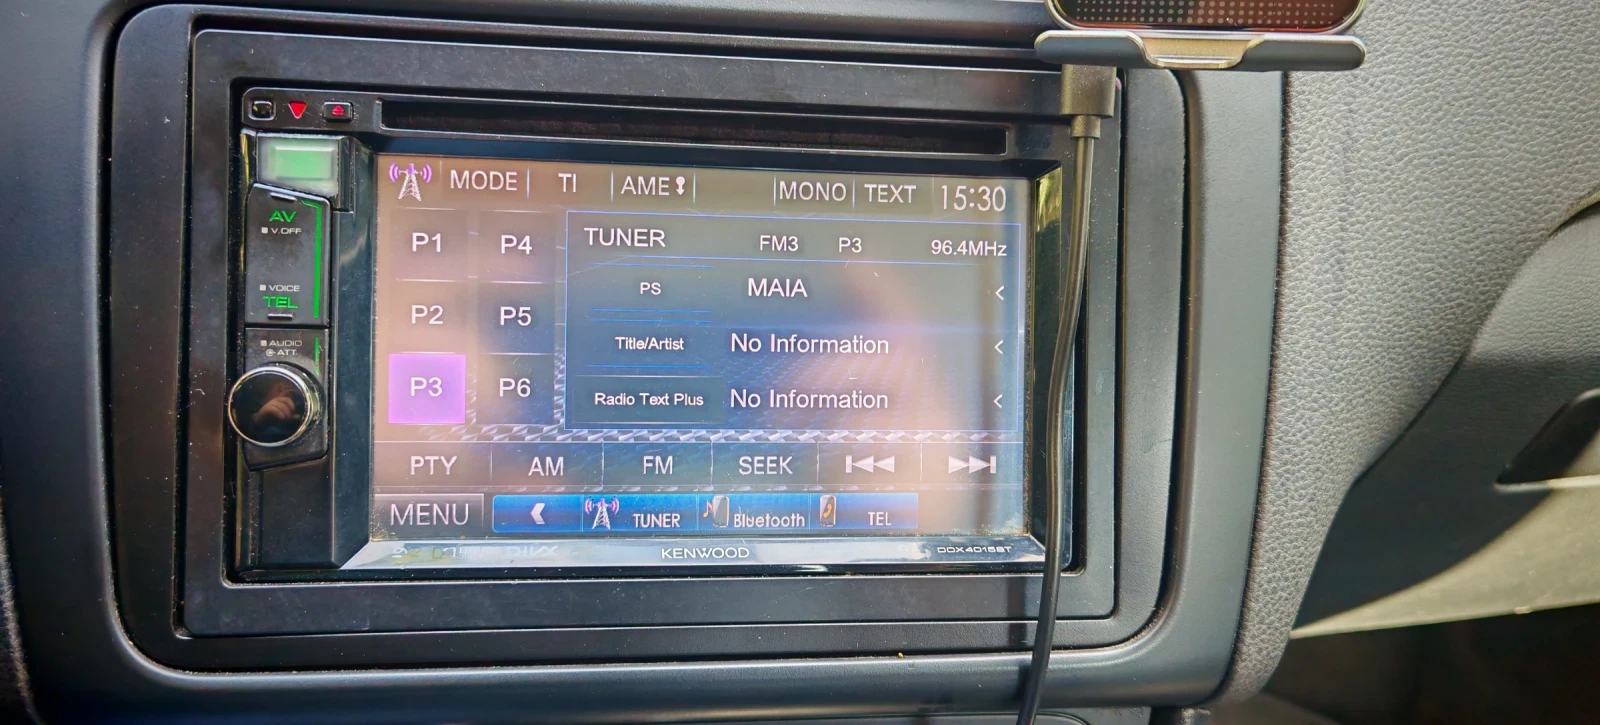 MODE TI AME MONO TEXT 15:30
AV
V.OFF
VOICE
TEL
AUDIO
ATT
P1 P4
P2 P5
P3 P6
TUNER FM3 P3 96.4MHz
PS MAIA <
Title/Artist No Information <
Radio Text Plus No Information <
PTY AM FM SEEK
MENU TUNER Bluetooth TEL
KENWOOD DDX4015BT